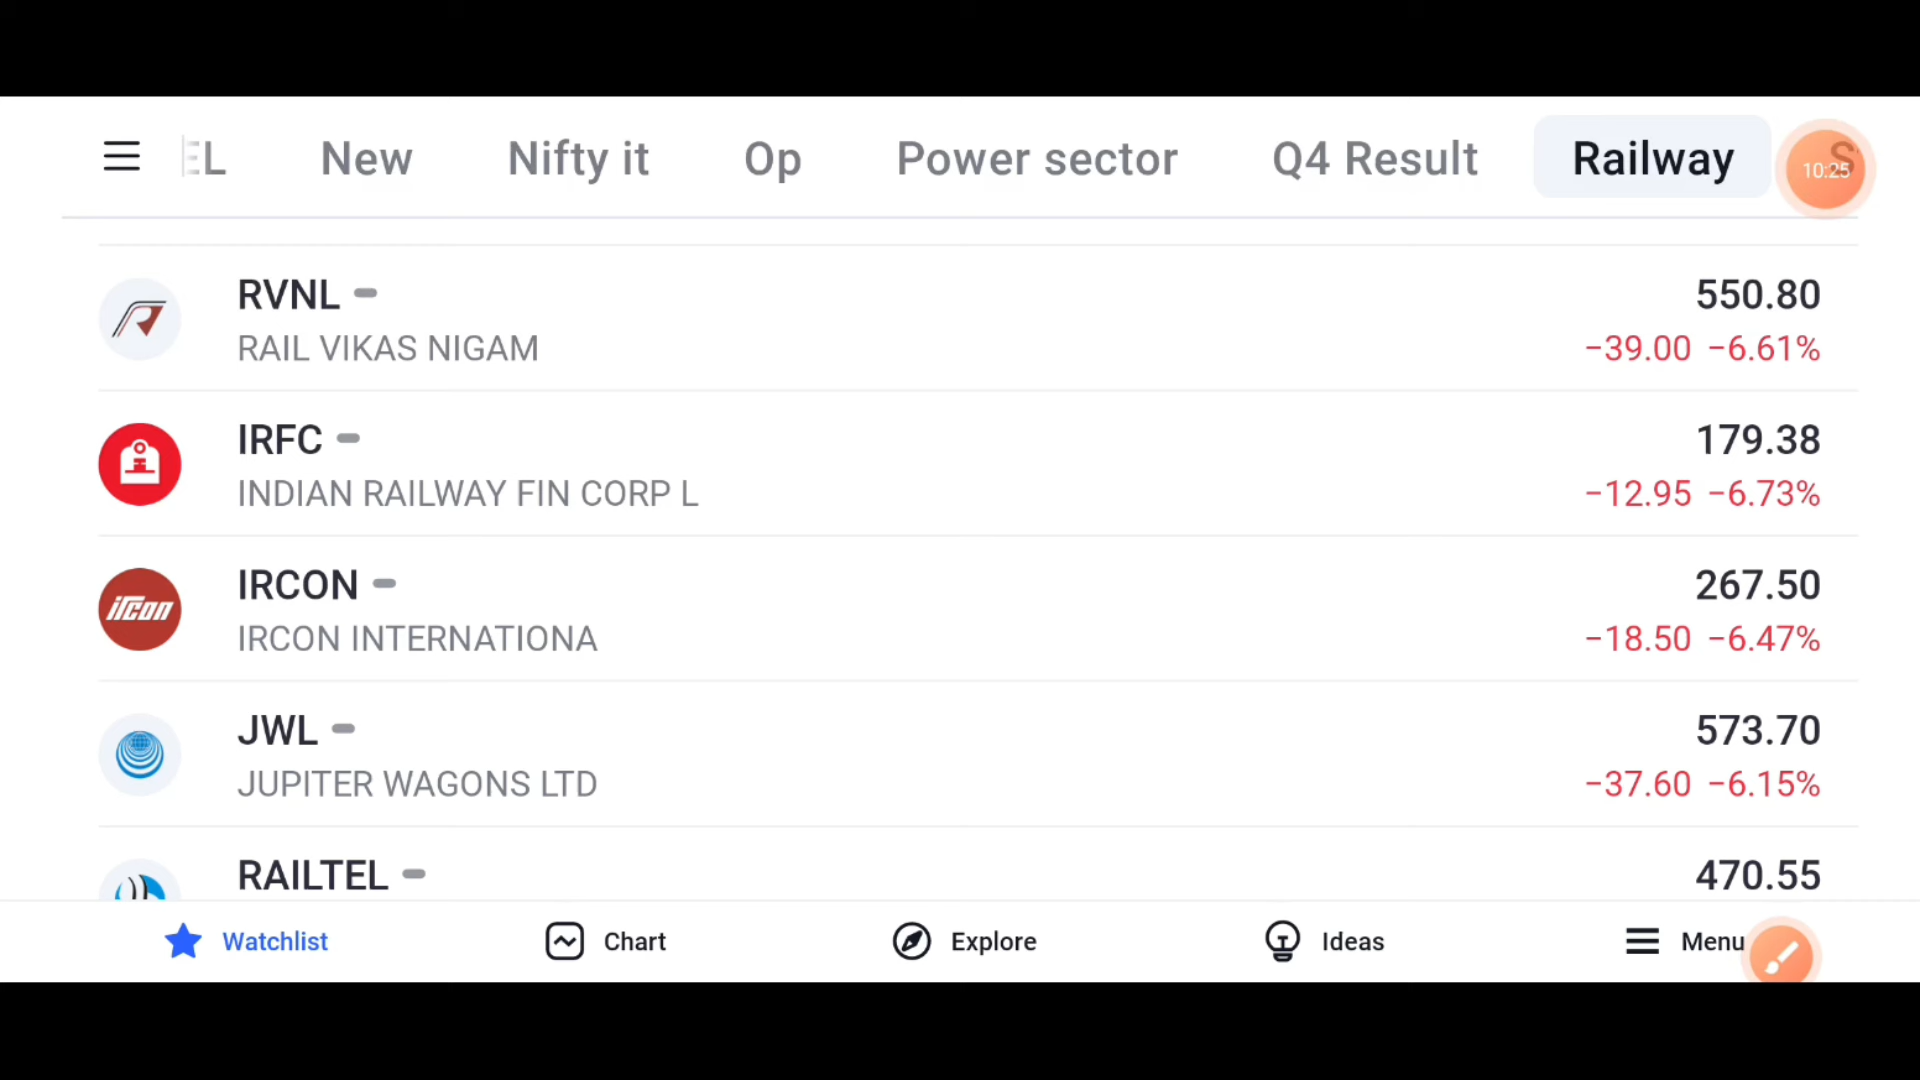 EL New Nifty it Op Power sector Q4 Result Railway S
10:25
RVNL 550.80
RAIL VIKAS NIGAM −39.00 −6.61%
IRFC 179.38
INDIAN RAILWAY FIN CORP L −12.95 −6.73%
IRCON 267.50
ircon
IRCON INTERNATIONA −18.50 −6.47%
JWL 573.70
JUPITER WAGONS LTD −37.60 −6.15%
RAILTEL 470.55
Watchlist Chart Explore Ideas Menu